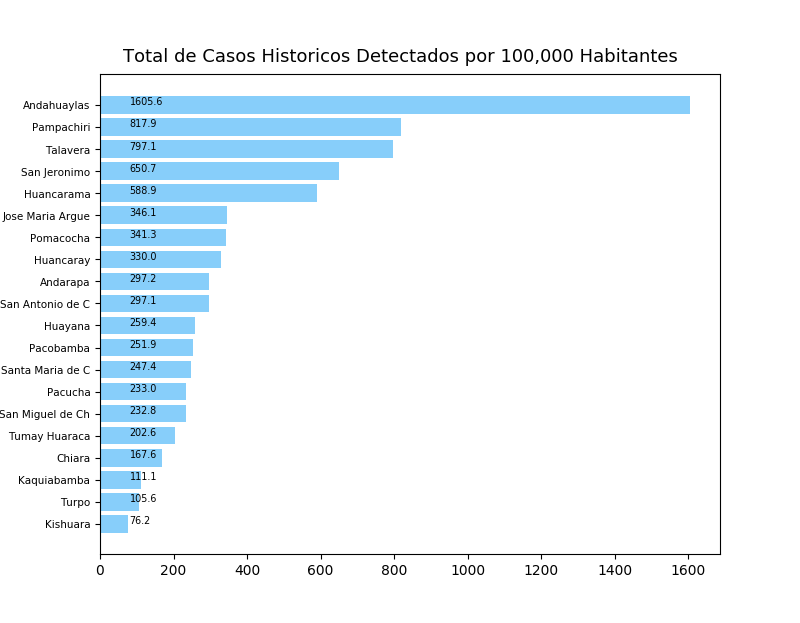 Total de Casos Historicos Detectados por 100,000 Habitantes
Andahuaylas 1605.6
Pampachiri 817.9
Talavera 797.1
San Jeronimo 650.7
Huancarama 588.9
Jose Maria Argue 346.1
Pomacocha 341.3
Huancaray 330.0
Andarapa 297.2
San Antonio de C 297.1
Huayana 259.4
Pacobamba 251.9
Santa Maria de C 247.4
Pacucha 233.0
San Miguel de Ch 232.8
Tumay Huaraca 202.6
Chiara 167.6
Kaquiabamba 111.1
Turpo 105.6
Kishuara 76.2
0 200 400 600 800 1000 1200 1400 1600